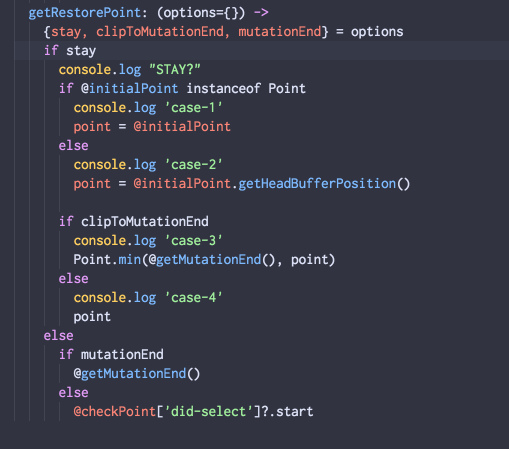 getRestorePoint: (options={}) ->
  {stay, clipToMutationEnd, mutationEnd} = options
  if stay
    console.log "STAY?"
    if @initialPoint instanceof Point
      console.log 'case-1'
      point = @initialPoint
    else
      console.log 'case-2'
      point = @initialPoint.getHeadBufferPosition()

    if clipToMutationEnd
      console.log 'case-3'
      Point.min(@getMutationEnd(), point)
    else
      console.log 'case-4'
      point
  else
    if mutationEnd
      @getMutationEnd()
    else
      @checkPoint['did-select']?.start